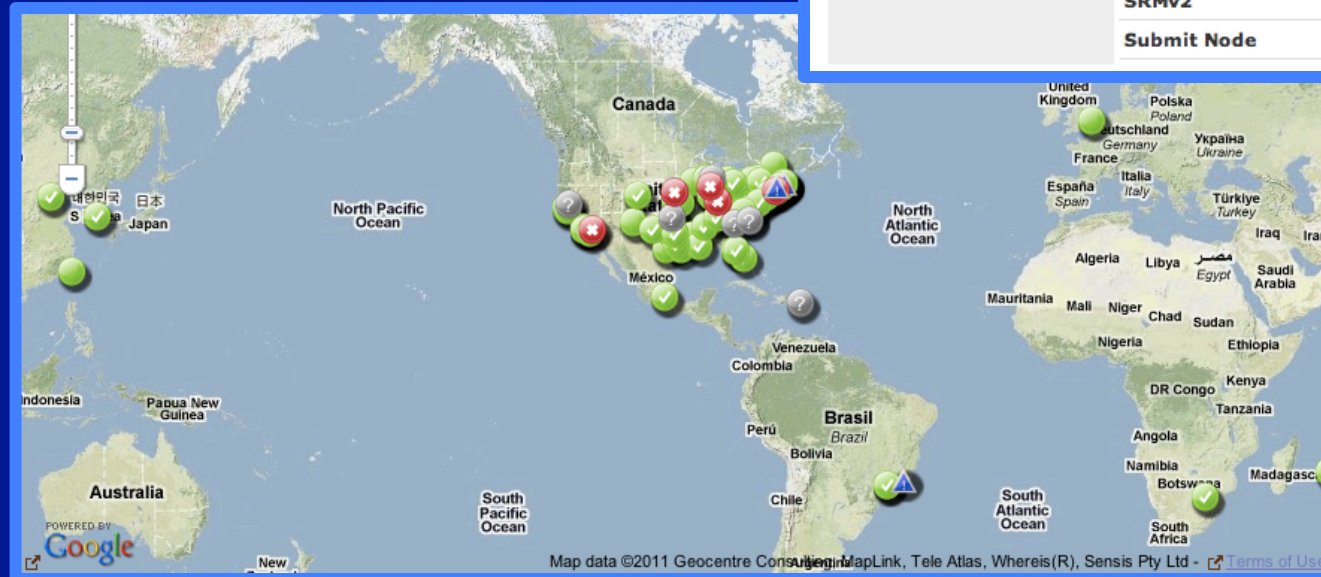 SRMv2
Submit Node
Canada
United
Kingdom
Polska
Poland
Germany
Україна
Ukraine
France
Italia
Italy
España
Spain
Türkiye
Turkey
대한민국
日本
Japan
North Pacific
Ocean
North
Atlantic
Ocean
Iraq
Algeria
Libya
مصر
Egypt
Saudi
Arabia
México
Mauritania
Mali
Niger
Chad
Sudan
Nigeria
Ethiopia
Venezuela
Colombia
Papua New
Guinea
DR Congo
Kenya
Tanzania
Brasil
Brazil
Perú
Bolivia
Angola
Namibia
Botswana
Australia
South
Pacific
Ocean
Chile
South
Atlantic
Ocean
South
Africa
POWERED BY
Google
New
Argentina
Map data ©2011 Geocentre Consulting, MapLink, Tele Atlas, Whereis(R), Sensis Pty Ltd - Terms of Use